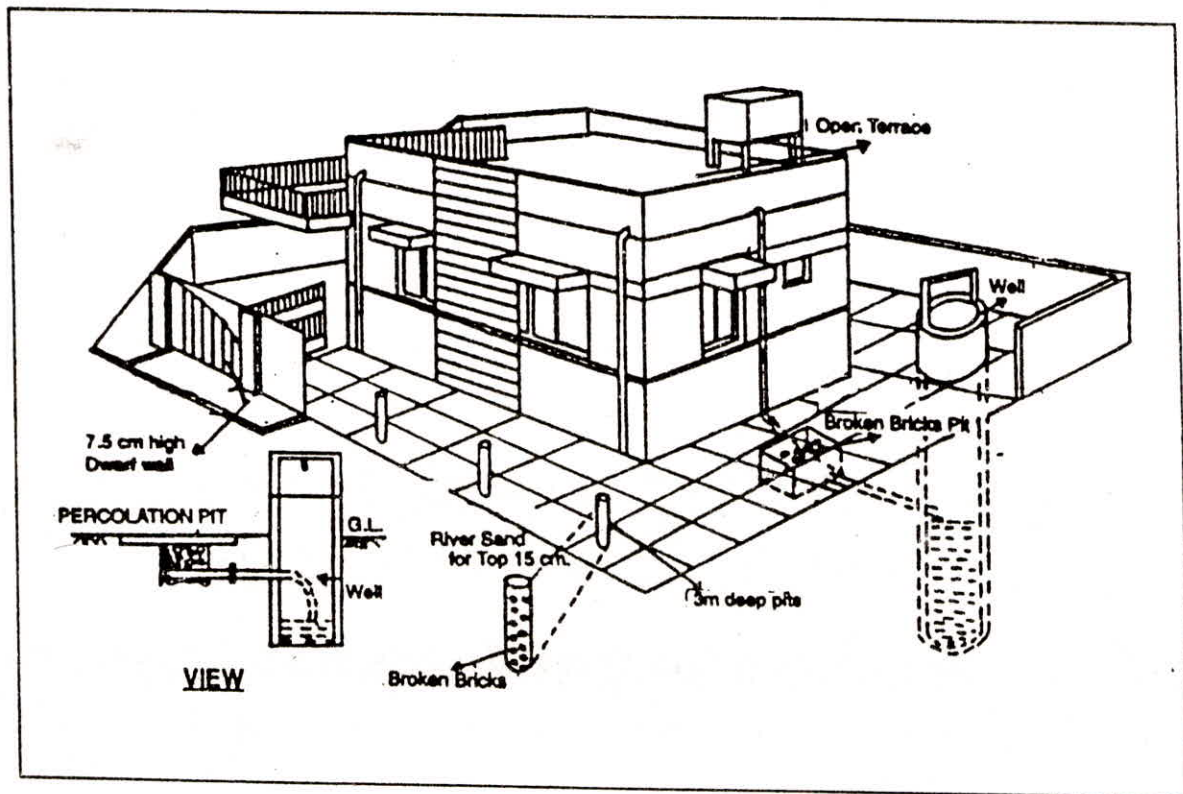 Open Terrace
Well
Broken Bricks Pit
7.5 cm high
Dwarf wall
PERCOLATION PIT
G.L.
River Sand
for Top 15 cm.
Well
3m deep pits
Broken Bricks
VIEW